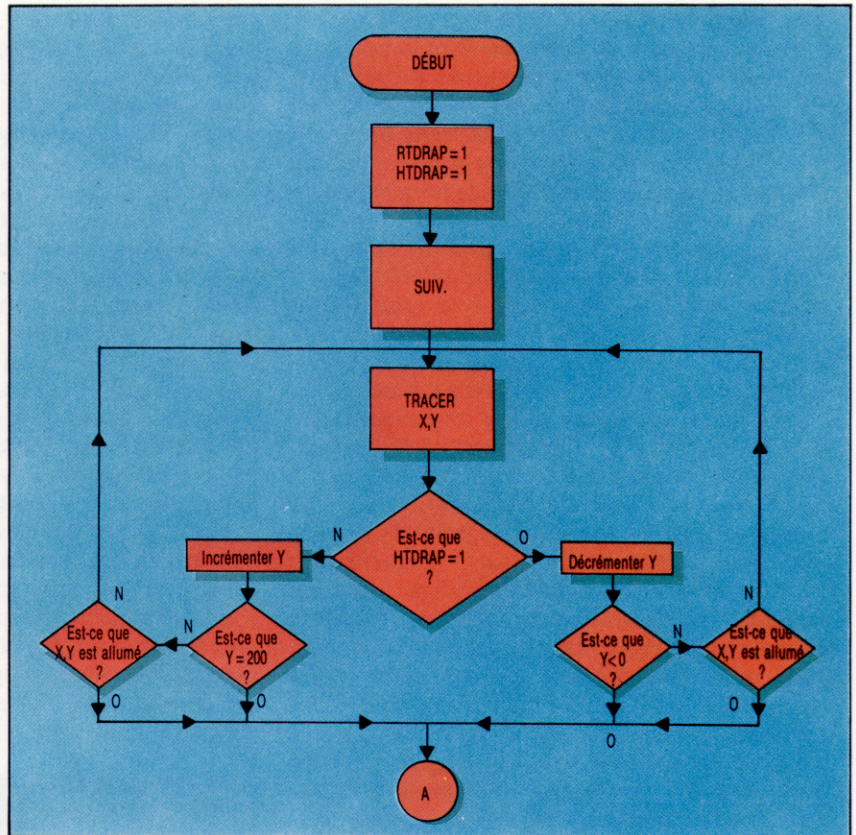 DÉBUT
RTDRAP = 1
HTDRAP = 1
SUIV.
TRACER
X,Y
Est-ce que
HTDRAP = 1
?
N
O
Incrémenter Y
Décrémenter Y
N
N
Est-ce que
X,Y est allumé
?
N
Est-ce que
Y = 200
?
Est-ce que
Y < 0
?
N
Est-ce que
X,Y est allumé
?
O
O
O
O
A